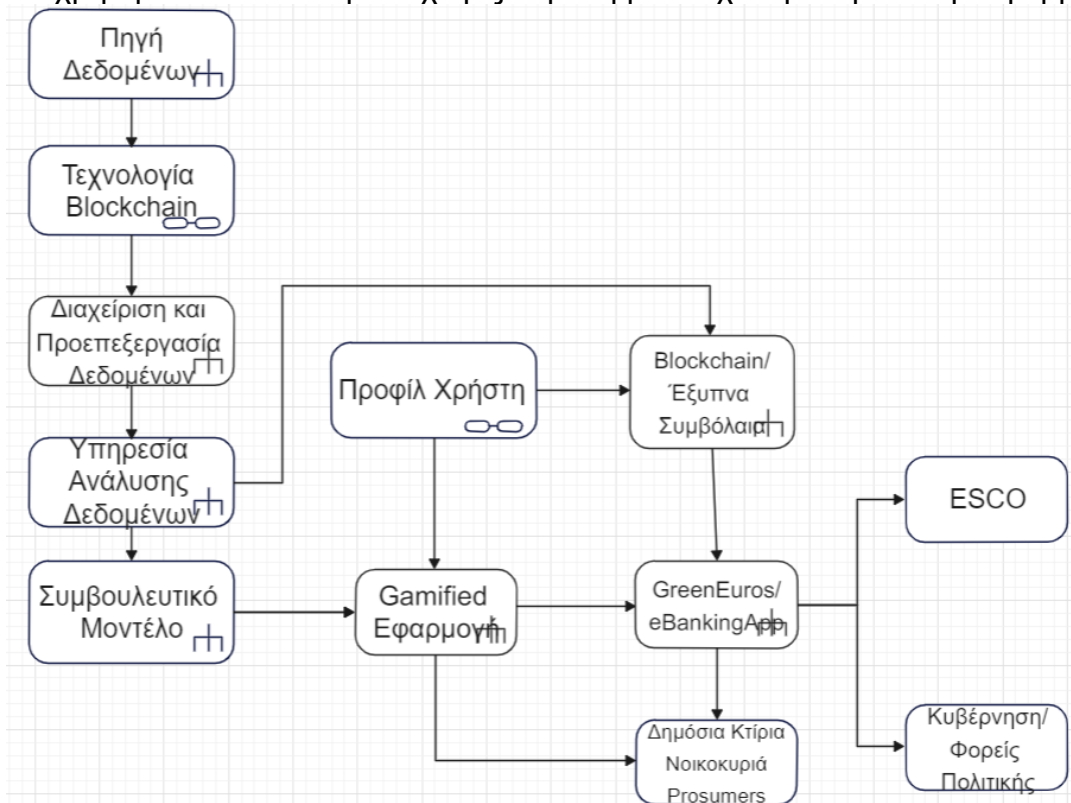 Πηγή
Δεδομένων
Τεχνολογία
Blockchain
Διαχείριση και
Προεπεξεργασία
Δεδομένων
Προφίλ Χρήστη
Blockchain/
Έξυπνα
Συμβόλαια
Υπηρεσία
Ανάλυσης
Δεδομένων
ESCO
Συμβουλευτικό
Μοντέλο
Gamified
Εφαρμογή
GreenEuros/
eBankingApp
Δημόσια Κτίρια
Νοικοκυριά
Prosumers
Κυβέρνηση/
Φορείς
Πολιτικής